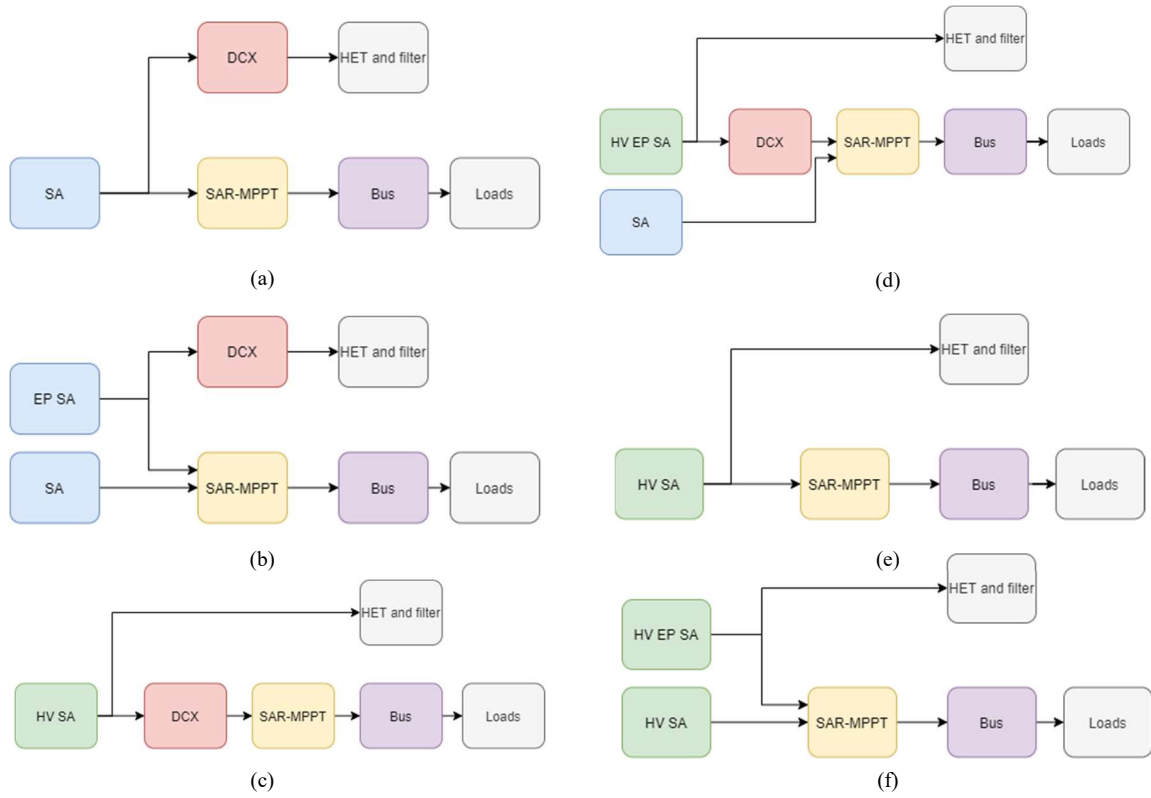 DCX
HET and filter
SA
SAR-MPPT
Bus
Loads
(a)
DCX
HET and filter
EP SA
SA
SAR-MPPT
Bus
Loads
(b)
HET and filter
HV SA
DCX
SAR-MPPT
Bus
Loads
(c)
HET and filter
HV EP SA
DCX
SAR-MPPT
Bus
Loads
SA
(d)
HET and filter
HV SA
SAR-MPPT
Bus
Loads
(e)
HET and filter
HV EP SA
HV SA
SAR-MPPT
Bus
Loads
(f)